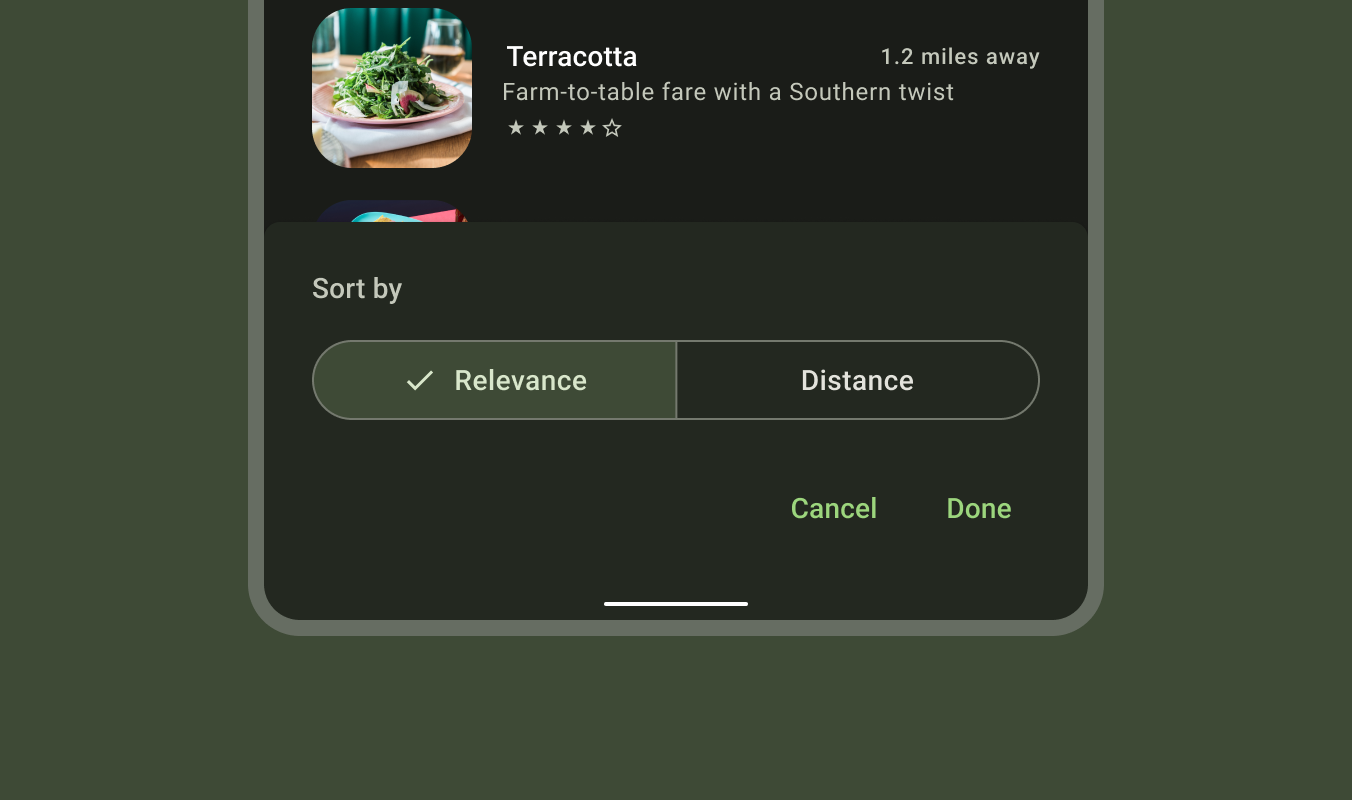 Terracotta 1.2 miles away
Farm-to-table fare with a Southern twist
★ ★ ★ ★ ☆
Sort by
Relevance Distance
Cancel Done